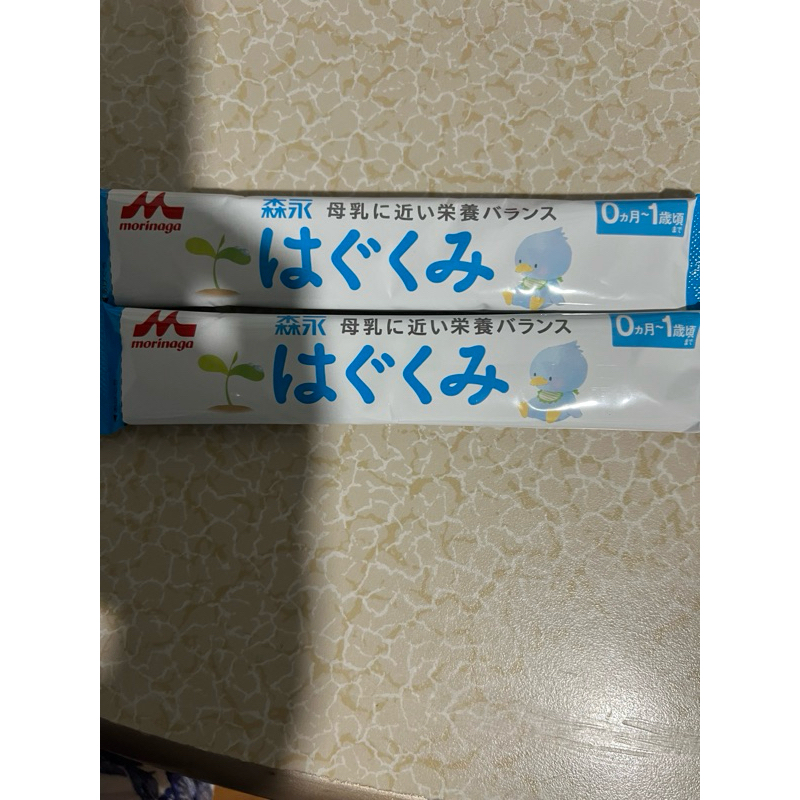 morinaga
森永 母乳に近い栄養バランス
はぐくみ
0ヵ月~1歳頃
まで
morinaga
森永 母乳に近い栄養バランス
はぐくみ
0ヵ月~1歳頃
まで